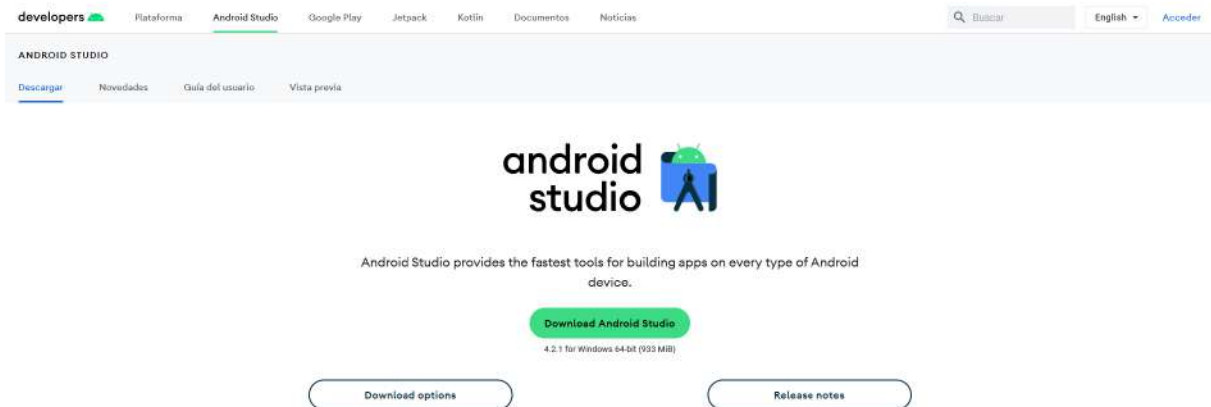 developers Plataforma Android Studio Google Play Jetpack Kotlin Documentos Noticias Buscar English Acceder
ANDROID STUDIO
Descargar Novedades Guía del usuario Vista previa
android
studio
Android Studio provides the fastest tools for building apps on every type of Android
device.
Download Android Studio
4.2.1 for Windows 64-bit (933 MiB)
Download options Release notes